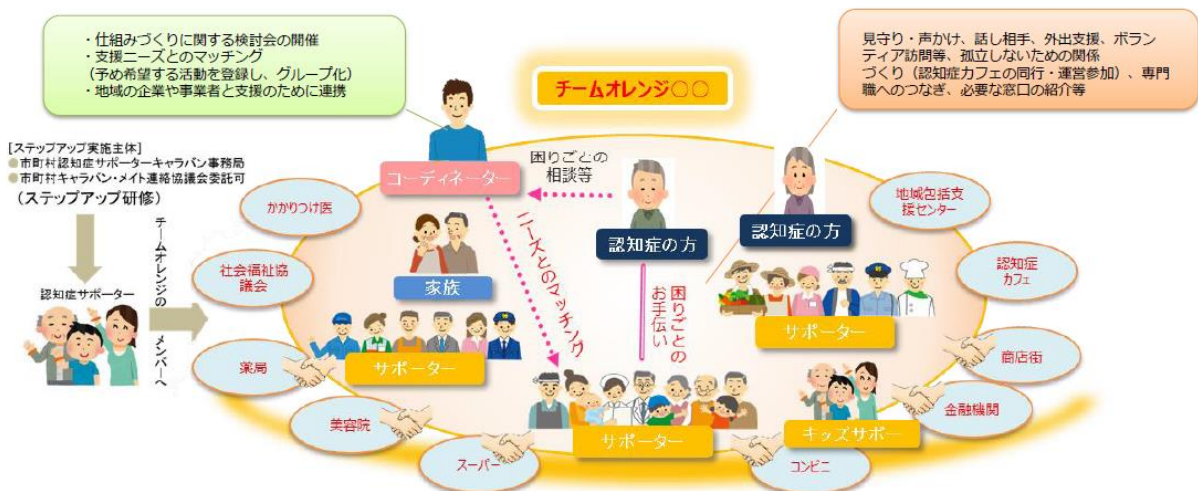 ・仕組みづくりに関する検討会の開催
・支援ニーズとのマッチング
（予め希望する活動を登録し、グループ化）
・地域の企業や事業者と支援のために連携
チームオレンジ〇〇
見守り・声かけ、話し相手、外出支援、ボラン
ティア訪問等、孤立しないための関係
づくり（認知症カフェの同行・運営参加）、専門
職へのつなぎ、必要な窓口の紹介等
[ステップアップ実施主体]
●市町村認知症サポーターキャラバン事務局
●市町村キャラバン・メイト連絡協議会委託可
（ステップアップ研修）
認知症サポーター
チームオレンジの
メンバーへ
コーディネーター
困りごとの
相談等
認知症の方
認知症の方
ニーズとのマッチング
困りごとの
お手伝い
家族
サポーター
サポーター
サポーター
キッズサポー
かかりつけ医
社会福祉協
議会
薬局
美容院
スーパー
コンビニ
金融機関
商店街
認知症
カフェ
地域包括支
援センター